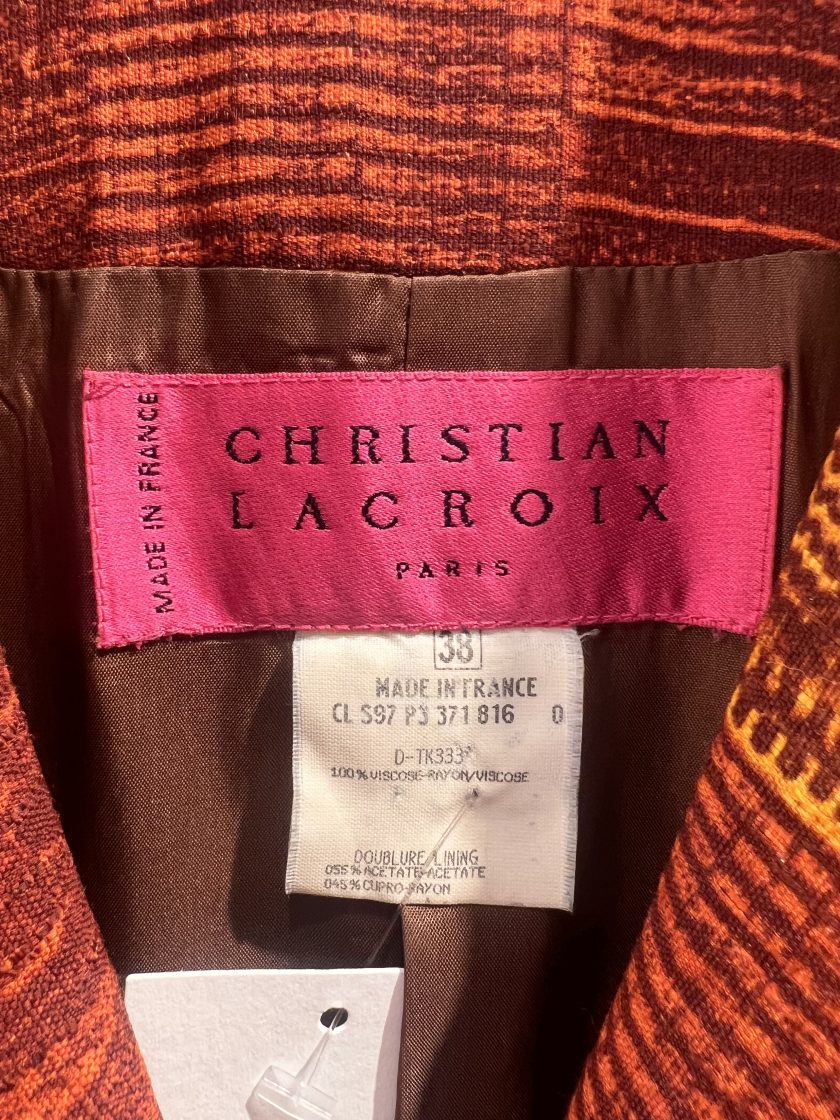 MADE IN FRANCE
CHRISTIAN
LACROIX
PARIS
38
MADE IN FRANCE
CL S97 P3 371 816 0
D-TK333
100% VISCOSE-RAYON/VISCOSE
DOUBLURE LINING
055% ACETATE-ACETATE
045% CUPRO-RAYON